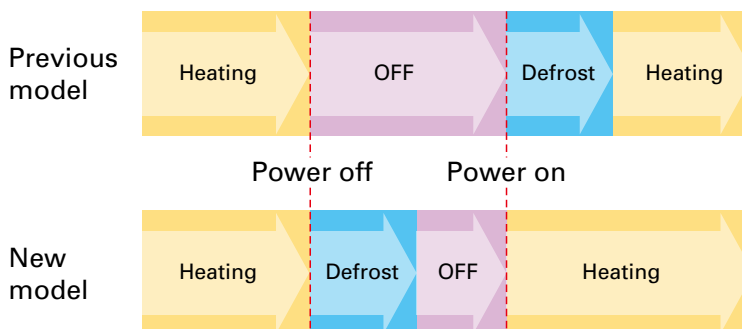 Previous
model
Heating
OFF
Defrost
Heating
Power off
Power on
New
model
Heating
Defrost
OFF
Heating